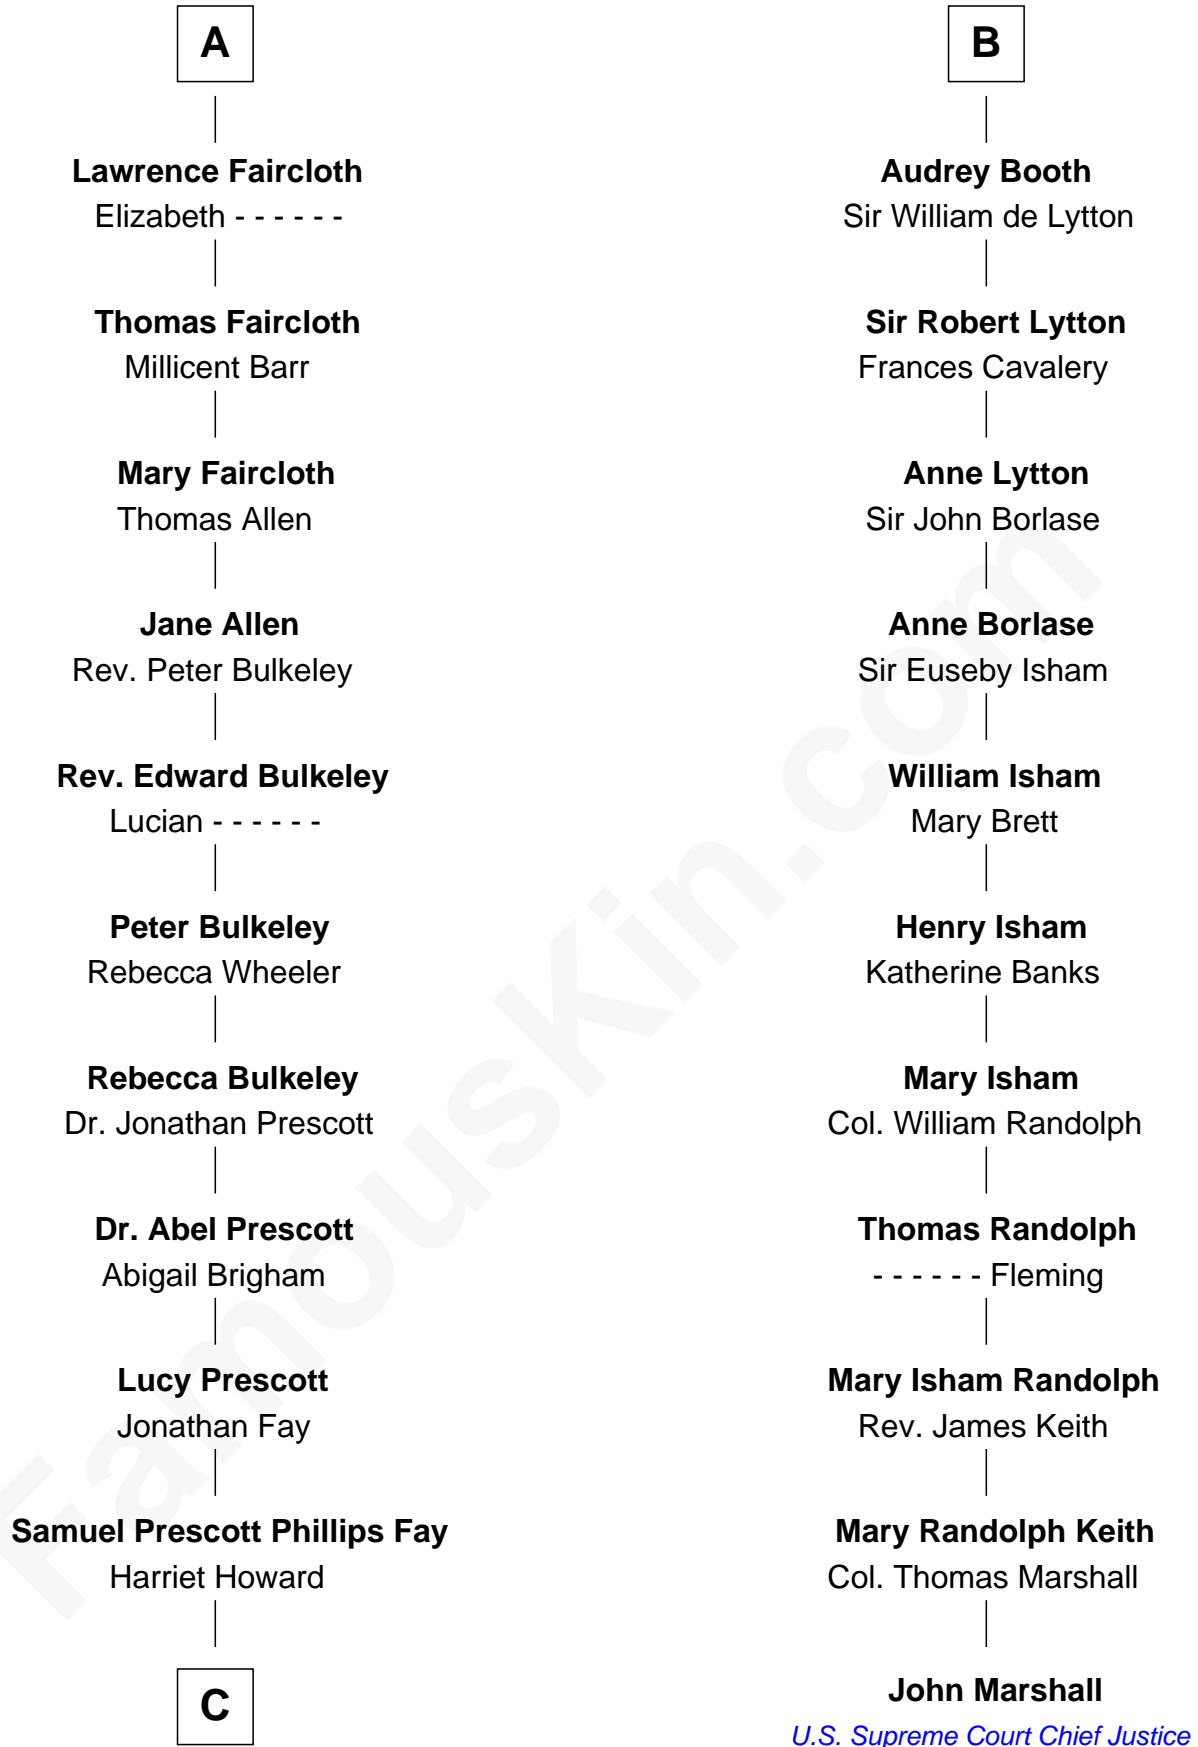 A
Lawrence Faircloth
Elizabeth - - - - - -
Thomas Faircloth
Millicent Barr
Mary Faircloth
Thomas Allen
Jane Allen
Rev. Peter Bulkeley
Rev. Edward Bulkeley
Lucian - - - - - -
Peter Bulkeley
Rebecca Wheeler
Rebecca Bulkeley
Dr. Jonathan Prescott
Dr. Abel Prescott
Abigail Brigham
Lucy Prescott
Jonathan Fay
Samuel Prescott Phillips Fay
Harriet Howard
C
B
Audrey Booth
Sir William de Lytton
Sir Robert Lytton
Frances Cavalery
Anne Lytton
Sir John Borlase
Anne Borlase
Sir Euseby Isham
William Isham
Mary Brett
Henry Isham
Katherine Banks
Mary Isham
Col. William Randolph
Thomas Randolph
- - - - - - Fleming
Mary Isham Randolph
Rev. James Keith
Mary Randolph Keith
Col. Thomas Marshall
John Marshall
U.S. Supreme Court Chief Justice
FamousKin.com